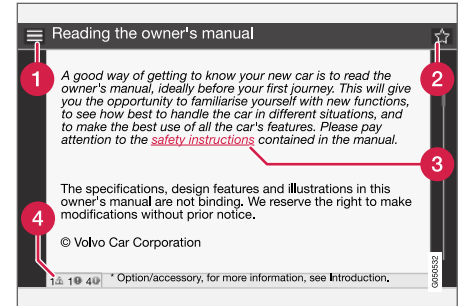 Reading the owner's manual
1
2
A good way of getting to know your new car is to read the
owner's manual, ideally before your first journey. This will give
you the opportunity to familiarise yourself with new functions,
to see how best to handle the car in different situations, and
to make the best use of all the car's features. Please pay
attention to the safety instructions contained in the manual.
3
The specifications, design features and illustrations in this
owner's manual are not binding. We reserve the right to make
modifications without prior notice.
4
© Volvo Car Corporation
1 1 4 * Option/accessory, for more information, see Introduction.
G050532